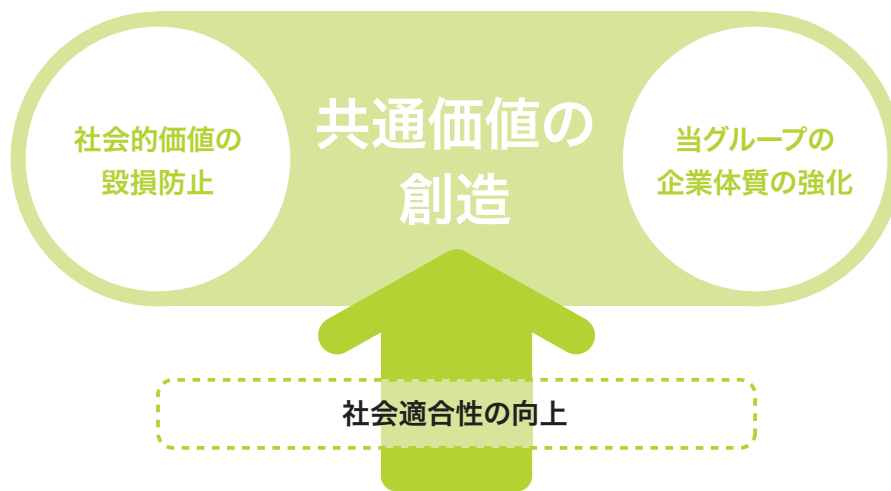 社会的価値の
毀損防止
共通価値の
創造
当グループの
企業体質の強化
社会適合性の向上